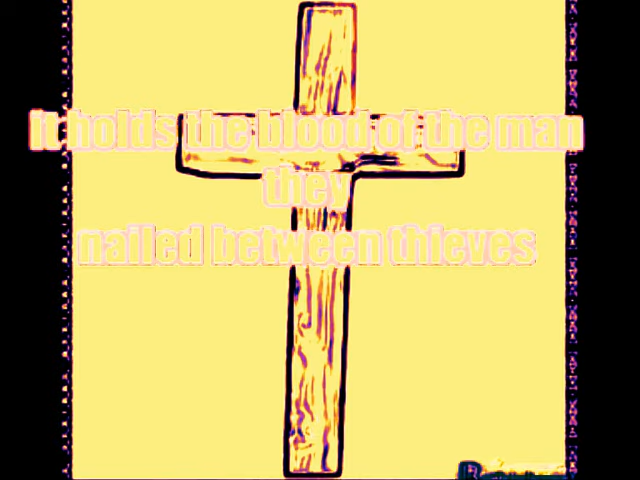 it holds the blood of the man
they
nailed between thieves